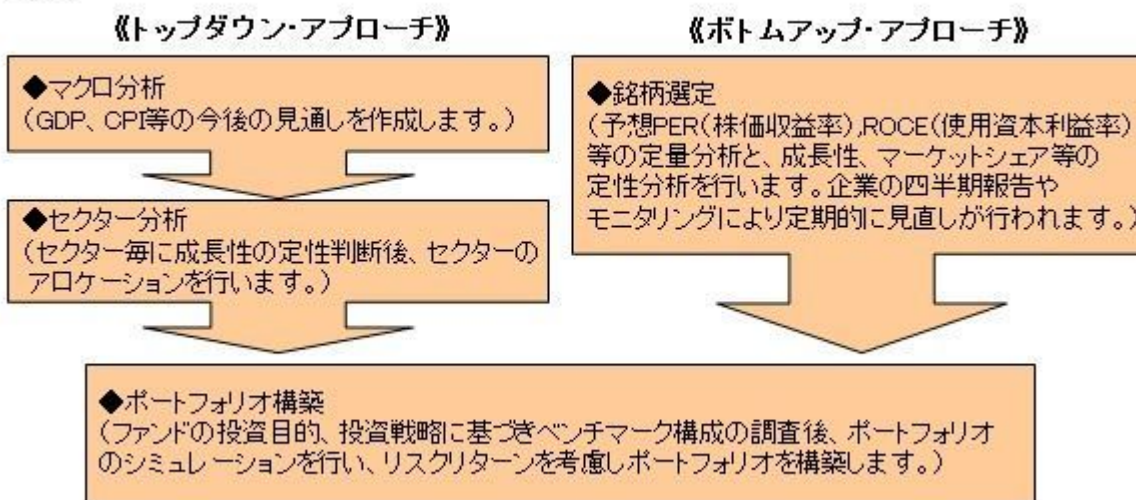 《トップダウン・アプローチ》
◆マクロ分析
(GDP、CPI等の今後の見通しを作成します。)
◆セクター分析
(セクター毎に成長性の定性判断後、セクターの
アロケーションを行います。)
《ボトムアップ・アプローチ》
◆銘柄選定
(予想PER(株価収益率),ROCE(使用資本利益率)
等の定量分析と、成長性、マーケットシェア等の
定性分析を行います。企業の四半期報告や
モニタリングにより定期的に見直しが行われます。)
◆ポートフォリオ構築
(ファンドの投資目的、投資戦略に基づきベンチマーク構成の調査後、ポートフォリオ
のシミュレーションを行い、リスクリターンを考慮しポートフォリオを構築します。)